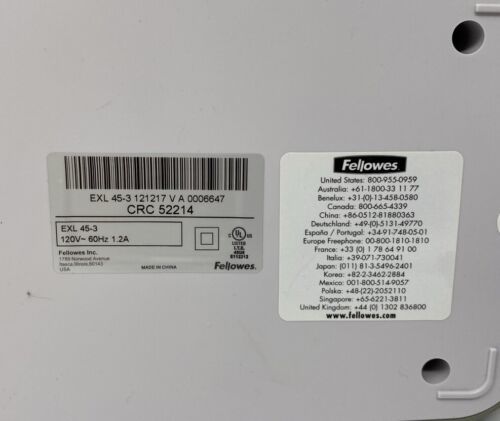 EXL 45-3 121217 V A 0006647
CRC 52214
EXL 45-3
120V~ 60Hz 1.2A
Fellowes Inc.
1789 Norwood Avenue
Itasca, Illinois, 60143
USA
MADE IN CHINA
UL
LISTED
I.T.E.
E112213
Fellowes
Fellowes
United States: 800-955-0959
Australia: +61-1800-33 11 77
Benelux: +31-(0)-13-458-0580
Canada: 800-665-4339
China: +86-0512-81880363
Deutschland: +49-(0)-5131-49770
España / Portugal: +34-91-748-05-01
Europe Freephone: 00-800-1810-1810
France: +33 (0) 1 78 64 91 00
Italia: +39-071-730041
Japan: (011) 81-3-5496-2401
Korea: +82-2-3462-2884
Mexico: 001-800-514-9057
Polska: +48-(22)-2052110
Singapore: +65-6221-3811
United Kingdom: +44 (0) 1302 836800
www.fellowes.com